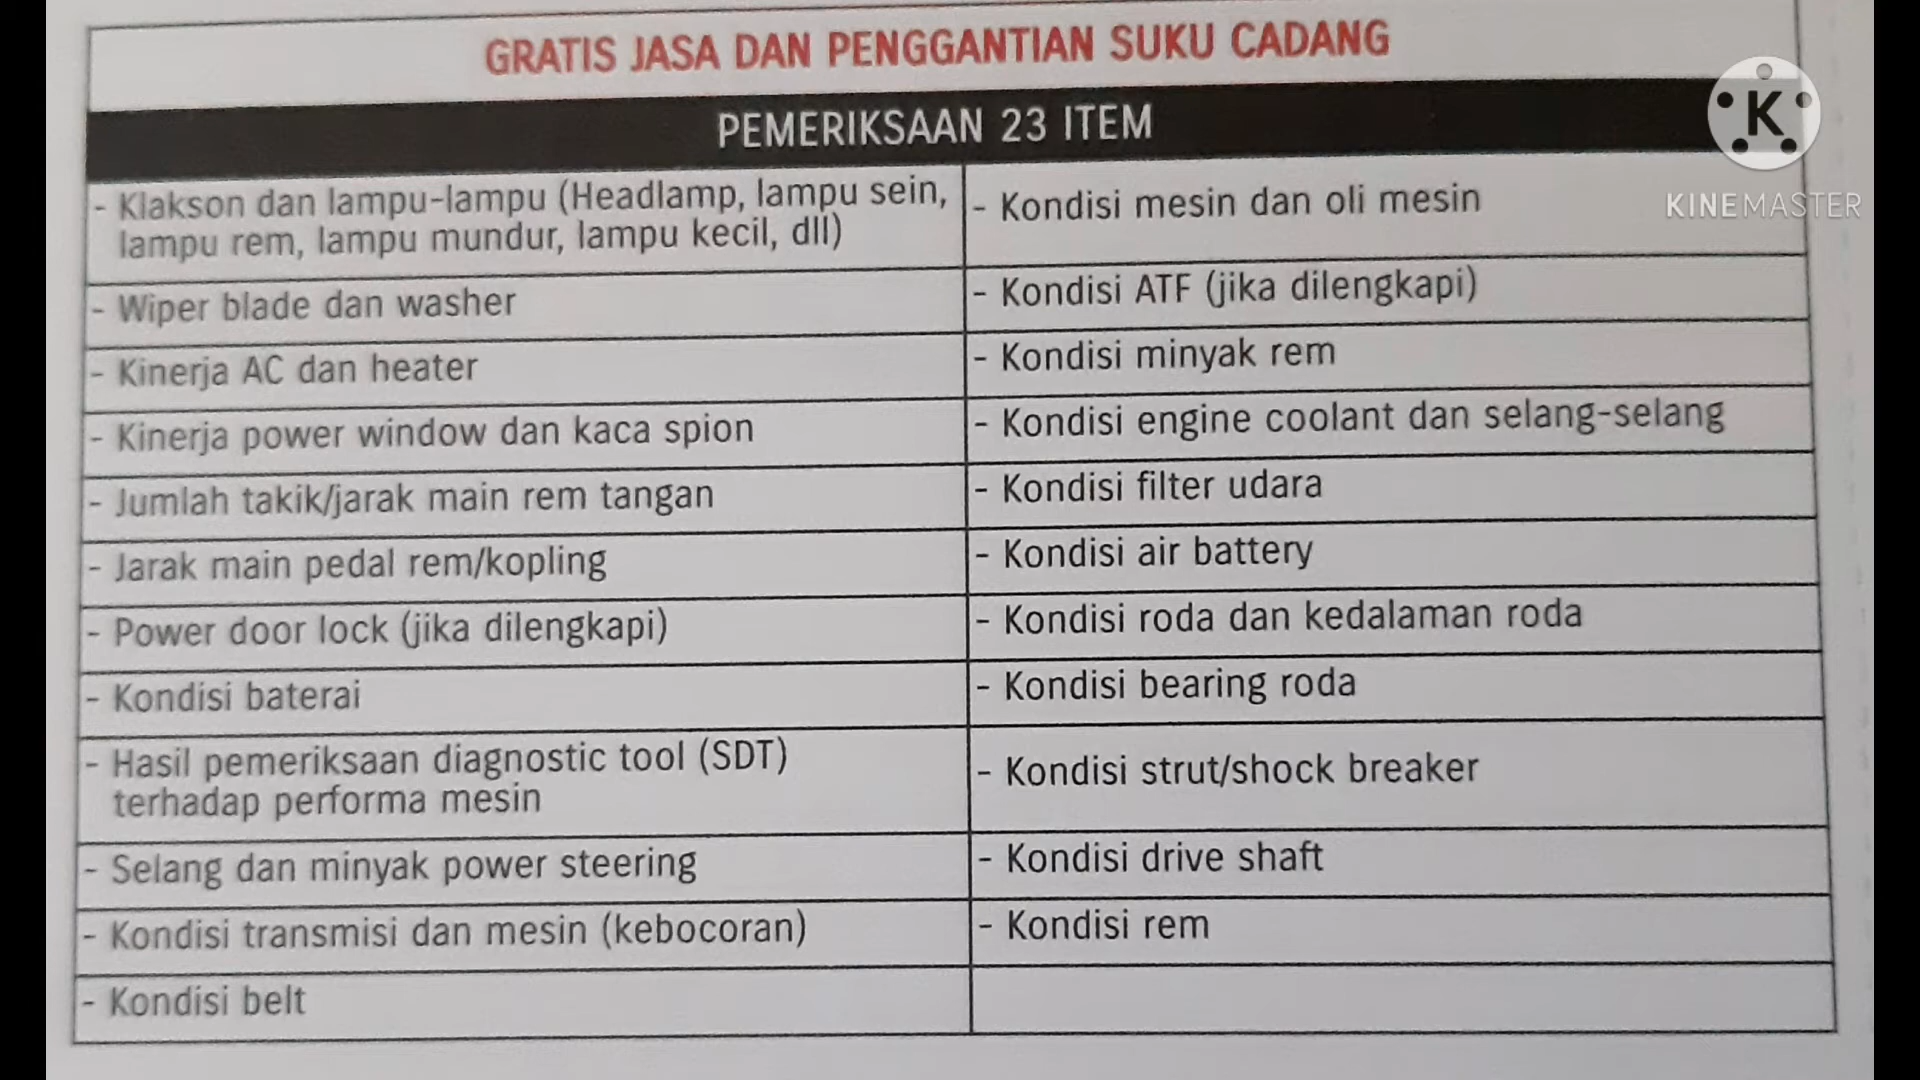 GRATIS JASA DAN PENGGANTIAN SUKU CADANG
PEMERIKSAAN 23 ITEM
- Klakson dan lampu-lampu (Headlamp, lampu sein,
lampu rem, lampu mundur, lampu kecil, dll)
- Kondisi mesin dan oli mesin
- Wiper blade dan washer
- Kondisi ATF (jika dilengkapi)
- Kinerja AC dan heater
- Kondisi minyak rem
- Kinerja power window dan kaca spion
- Kondisi engine coolant dan selang-selang
- Jumlah takik/jarak main rem tangan
- Kondisi filter udara
- Jarak main pedal rem/kopling
- Kondisi air battery
- Power door lock (jika dilengkapi)
- Kondisi roda dan kedalaman roda
- Kondisi baterai
- Kondisi bearing roda
- Hasil pemeriksaan diagnostic tool (SDT)
terhadap performa mesin
- Kondisi strut/shock breaker
- Selang dan minyak power steering
- Kondisi drive shaft
- Kondisi transmisi dan mesin (kebocoran)
- Kondisi rem
- Kondisi belt
K
KINEMASTER